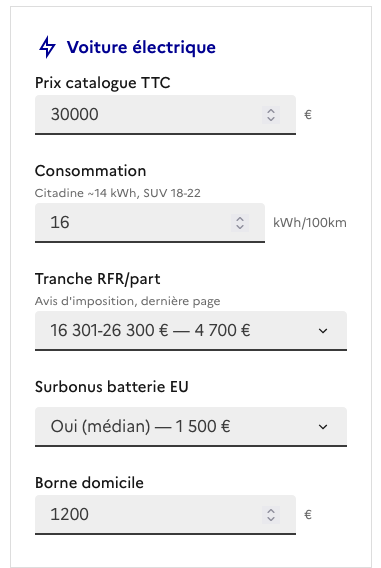 Voiture électrique
Prix catalogue TTC
30000 €
Consommation
Citadine ~14 kWh, SUV 18-22
16 kWh/100km
Tranche RFR/part
Avis d'imposition, dernière page
16 301-26 300 € — 4 700 €
Surbonus batterie EU
Oui (médian) — 1 500 €
Borne domicile
1200 €